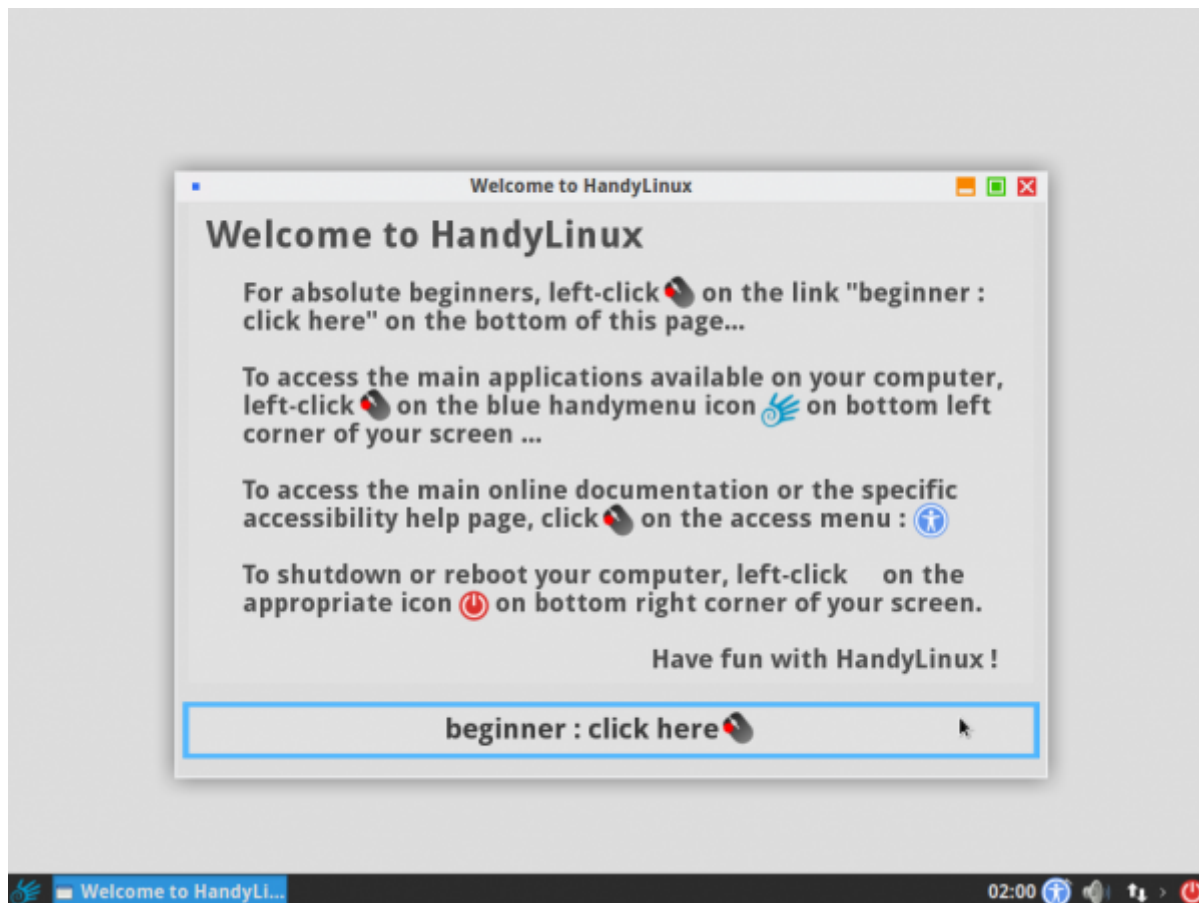 Welcome to HandyLinux
Welcome to HandyLinux
For absolute beginners, left-click on the link "beginner :
click here" on the bottom of this page...
To access the main applications available on your computer,
left-click on the blue handymenu icon on bottom left
corner of your screen ...
To access the main online documentation or the specific
accessibility help page, click on the access menu :
To shutdown or reboot your computer, left-click on the
appropriate icon on bottom right corner of your screen.
Have fun with HandyLinux !
beginner : click here
Welcome to HandyLi... 02:00